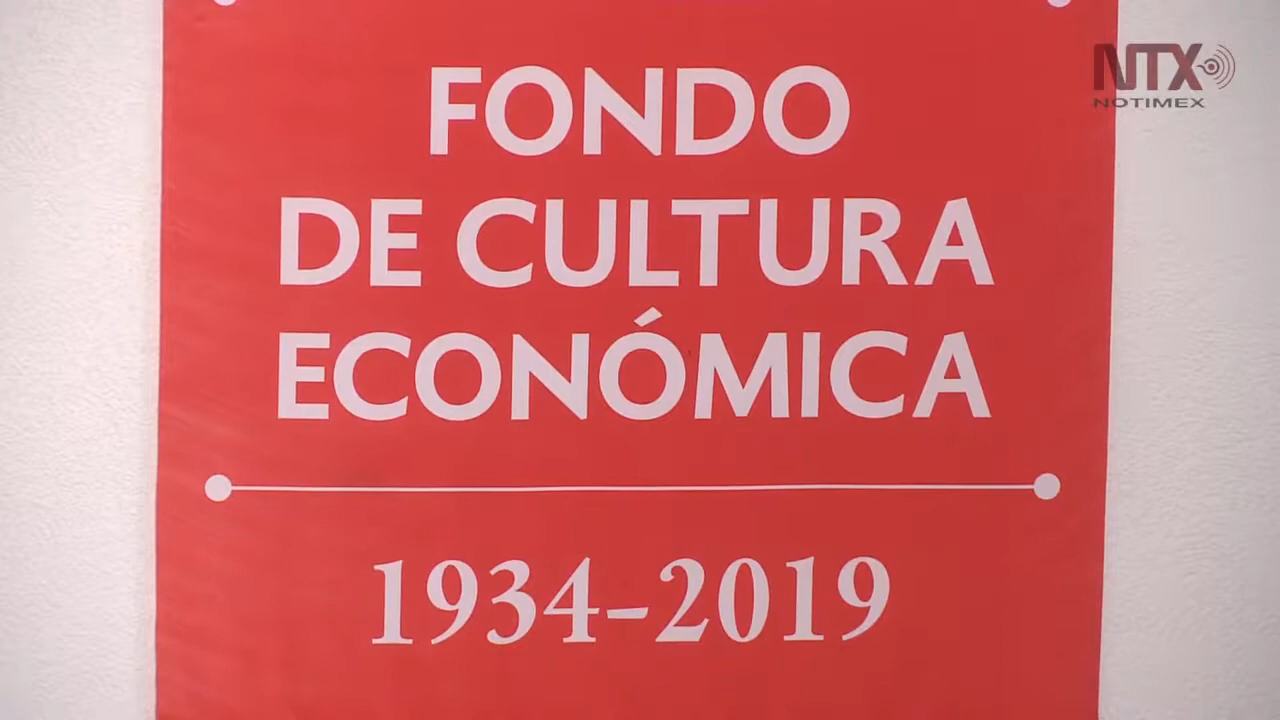 FONDO
DE CULTURA
ECONÓMICA
1934-2019
NTX
NOTIMEX